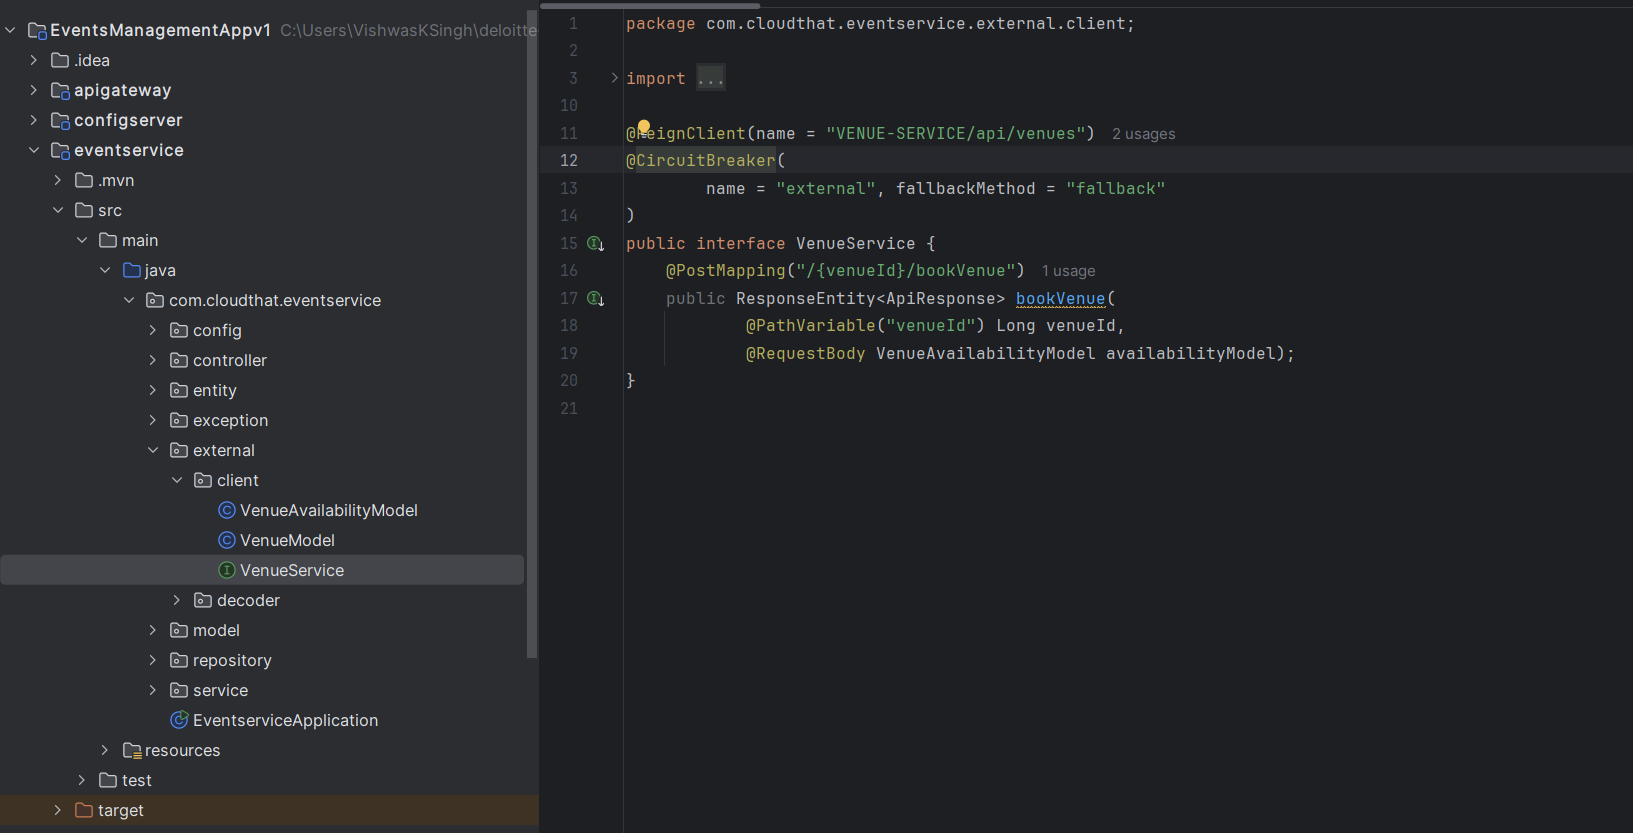 EventsManagementAppv1 C:\Users\VishwasKSingh\deloitte
.idea
apigateway
configserver
eventservice
.mvn
src
main
java
com.cloudthat.eventservice
config
controller
entity
exception
external
client
VenueAvailabilityModel
VenueModel
VenueService
decoder
model
repository
service
EventserviceApplication
resources
test
target
1 package com.cloudthat.eventservice.external.client;
2
3 import ...
10
11 @FeignClient(name = "VENUE-SERVICE/api/venues") 2 usages
12 @CircuitBreaker(
13 name = "external", fallbackMethod = "fallback"
14 )
15 public interface VenueService {
16 @PostMapping("/{venueId}/bookVenue") 1 usage
17 public ResponseEntity<ApiResponse> bookVenue(
18 @PathVariable("venueId") Long venueId,
19 @RequestBody VenueAvailabilityModel availabilityModel);
20 }
21